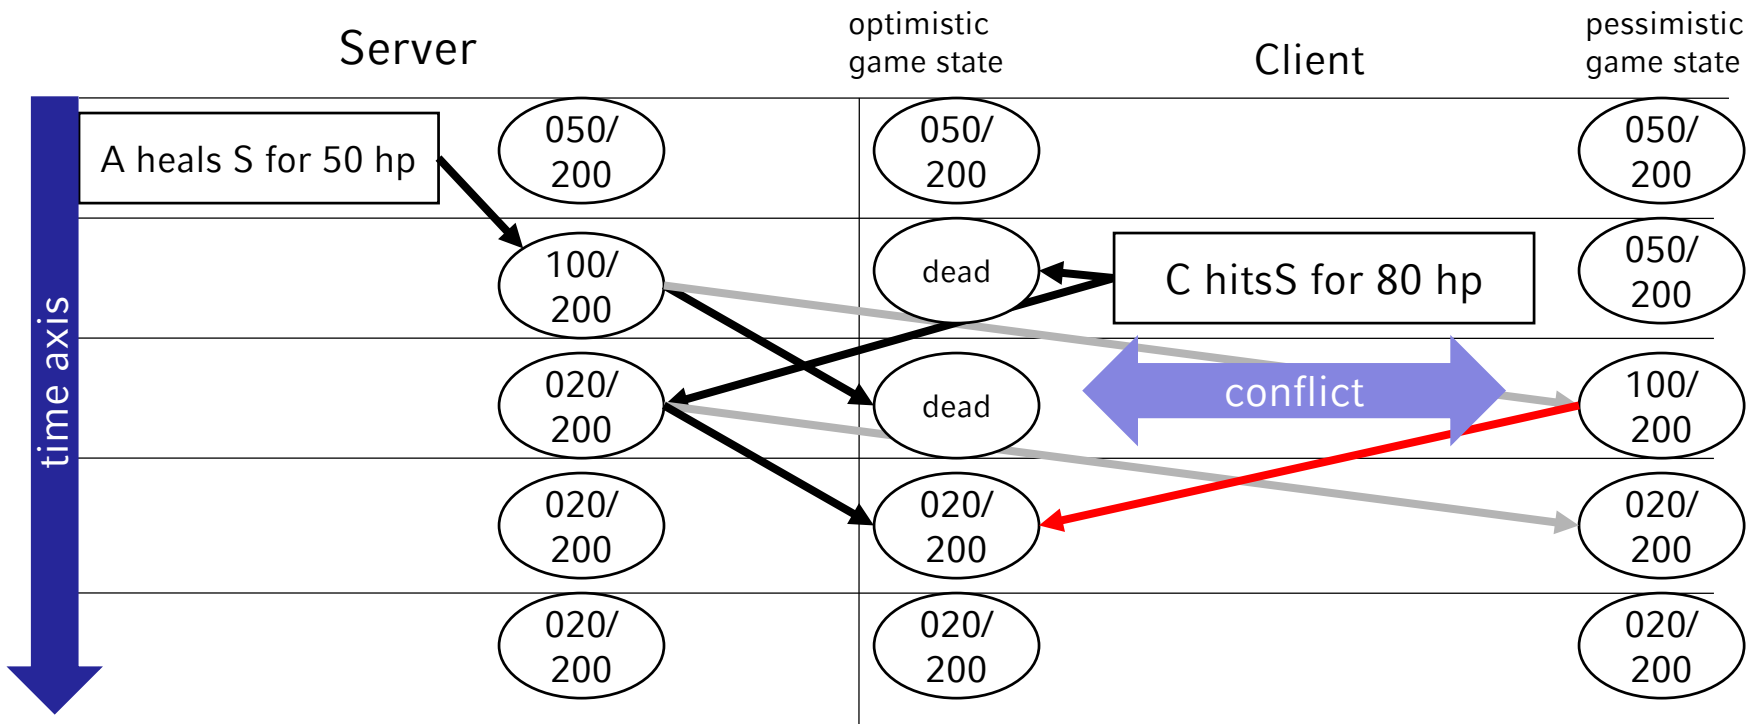 Server
optimistic
game state
Client
pessimistic
game state
A heals S for 50 hp
050/
200
050/
200
050/
200
100/
200
dead
C hitsS for 80 hp
050/
200
020/
200
dead
conflict
100/
200
020/
200
020/
200
020/
200
020/
200
020/
200
020/
200
time axis